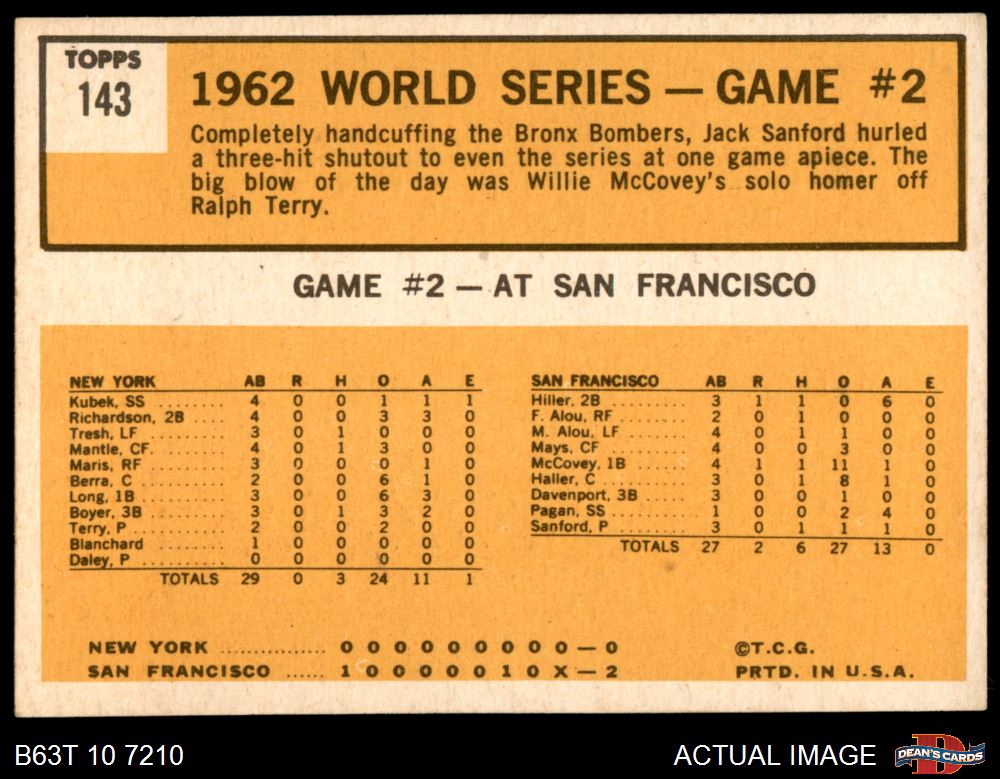 TOPPS
143
1962 WORLD SERIES — GAME #2
Completely handcuffing the Bronx Bombers, Jack Sanford hurled
a three-hit shutout to even the series at one game apiece. The
big blow of the day was Willie McCovey's solo homer off
Ralph Terry.
GAME #2 — AT SAN FRANCISCO
NEW YORK AB R H O A E
Kubek, SS ......... 4 0 0 1 1 1
Richardson, 2B .... 4 0 0 3 3 0
Tresh, LF ......... 3 0 1 0 0 0
Mantle, CF. ....... 4 0 1 3 0 0
Maris, RF ......... 3 0 0 0 1 0
Berra, C .......... 2 0 0 6 1 0
Long, 1B .......... 3 0 0 6 3 0
Boyer, 3B ......... 3 0 1 3 2 0
Terry, P .......... 2 0 0 2 0 0
Blanchard ......... 1 0 0 0 0 0
Daley, P .......... 0 0 0 0 0 0
TOTALS 29 0 3 24 11 1
SAN FRANCISCO AB R H O A E
Hiller, 2B ........ 3 1 1 0 6 0
F. Alou, RF ....... 2 0 1 0 0 0
M. Alou, LF ....... 4 0 1 1 0 0
Mays, CF .......... 4 0 0 3 0 0
McCovey, 1B ....... 4 1 1 11 1 0
Haller, C ......... 3 0 1 8 1 0
Davenport, 3B ..... 3 0 0 1 0 0
Pagan, SS ......... 1 0 0 2 4 0
Sanford, P ........ 3 0 1 1 1 0
TOTALS 27 2 6 27 13 0
NEW YORK ............... 0 0 0 0 0 0 0 0 0 — 0
SAN FRANCISCO ...... 1 0 0 0 0 0 1 0 X — 2
©T.C.G.
PRTD. IN U.S.A.
B63T 10 7210
ACTUAL IMAGE
DEAN'S CARDS